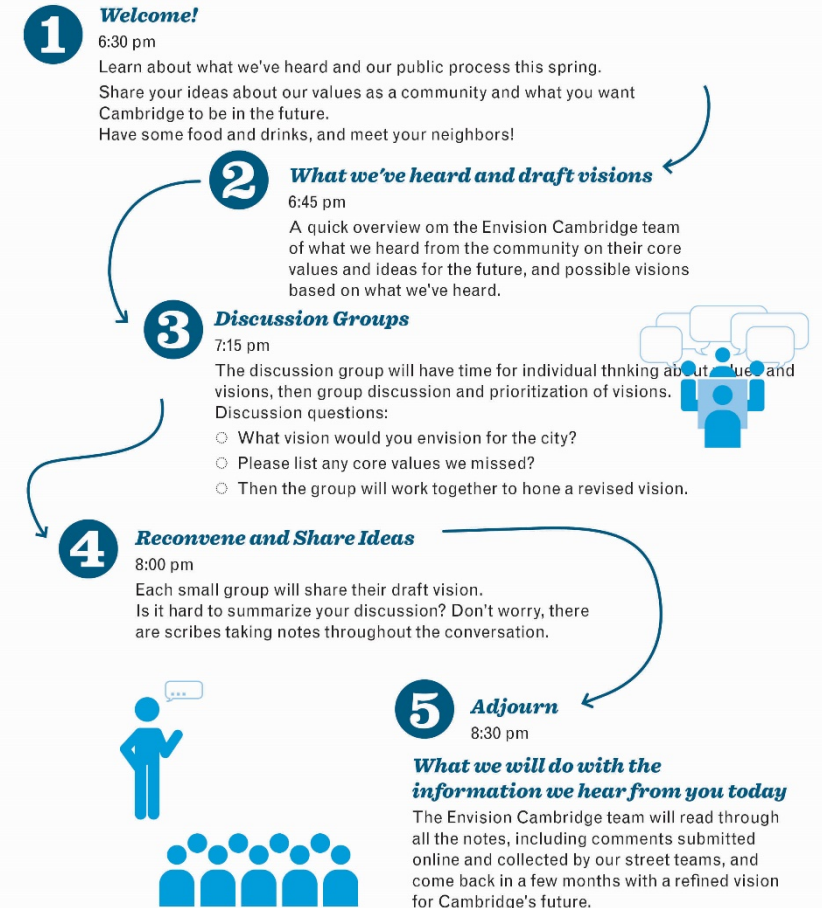 1
Welcome!
6:30 pm
Learn about what we've heard and our public process this spring.
Share your ideas about our values as a community and what you want
Cambridge to be in the future.
Have some food and drinks, and meet your neighbors!
2
What we've heard and draft visions
6:45 pm
A quick overview om the Envision Cambridge team
of what we heard from the community on their core
values and ideas for the future, and possible visions
based on what we've heard.
3
Discussion Groups
7:15 pm
The discussion group will have time for individual thnking about values and
visions, then group discussion and prioritization of visions.
Discussion questions:
What vision would you envision for the city?
Please list any core values we missed?
Then the group will work together to hone a revised vision.
4
Reconvene and Share Ideas
8:00 pm
Each small group will share their draft vision.
Is it hard to summarize your discussion? Don't worry, there
are scribes taking notes throughout the conversation.
...
5
Adjourn
8:30 pm
What we will do with the
information we hear from you today
The Envision Cambridge team will read through
all the notes, including comments submitted
online and collected by our street teams, and
come back in a few months with a refined vision
for Cambridge's future.